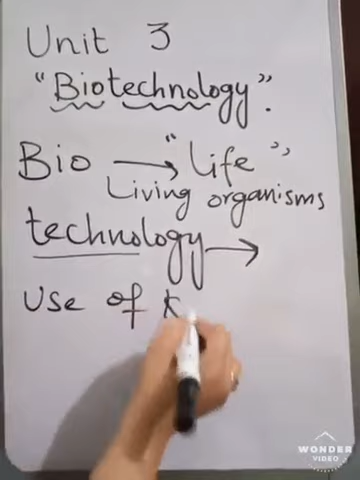 Unit 3
"Biotechnology".
Bio → "Life"
Living organisms
technology →
Use of k
WONDER
VIDEO